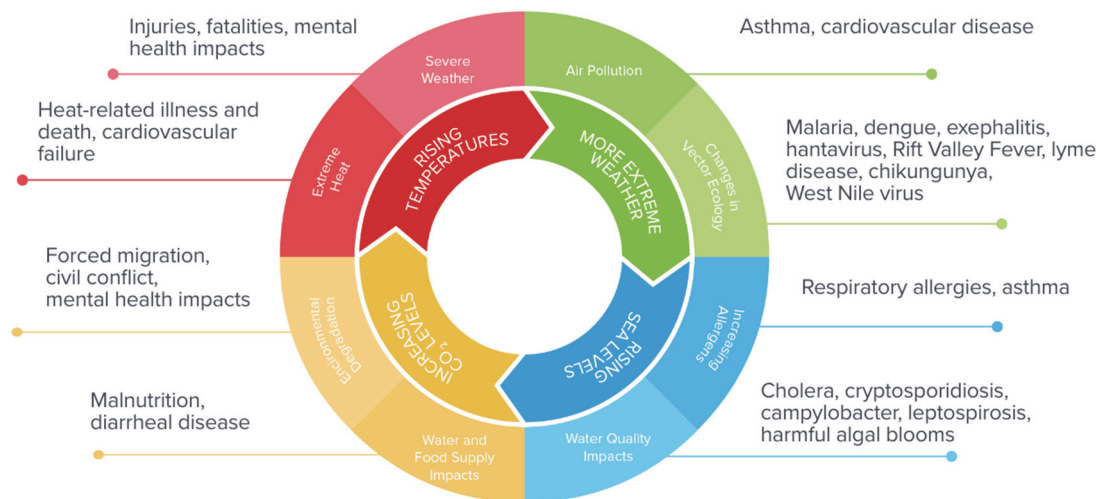 Injuries, fatalities, mental
health impacts
Severe
Weather
Air Pollution
Asthma, cardiovascular disease
Heat-related illness and
death, cardiovascular
failure
Extreme
Heat
RISING
TEMPERATURES
MORE EXTREME
WEATHER
Changes in
Vector Ecology
Malaria, dengue, exephalitis,
hantavirus, Rift Valley Fever, lyme
disease, chikungunya,
West Nile virus
Forced migration,
civil conflict,
mental health impacts
Encironmental
Degradation
INCREASING
CO₂ LEVELS
RISING
SEA LEVELS
Increasing
Allergens
Respiratory allergies, asthma
Malnutrition,
diarrheal disease
Water and
Food Supply
Impacts
Water Quality
Impacts
Cholera, cryptosporidiosis,
campylobacter, leptospirosis,
harmful algal blooms